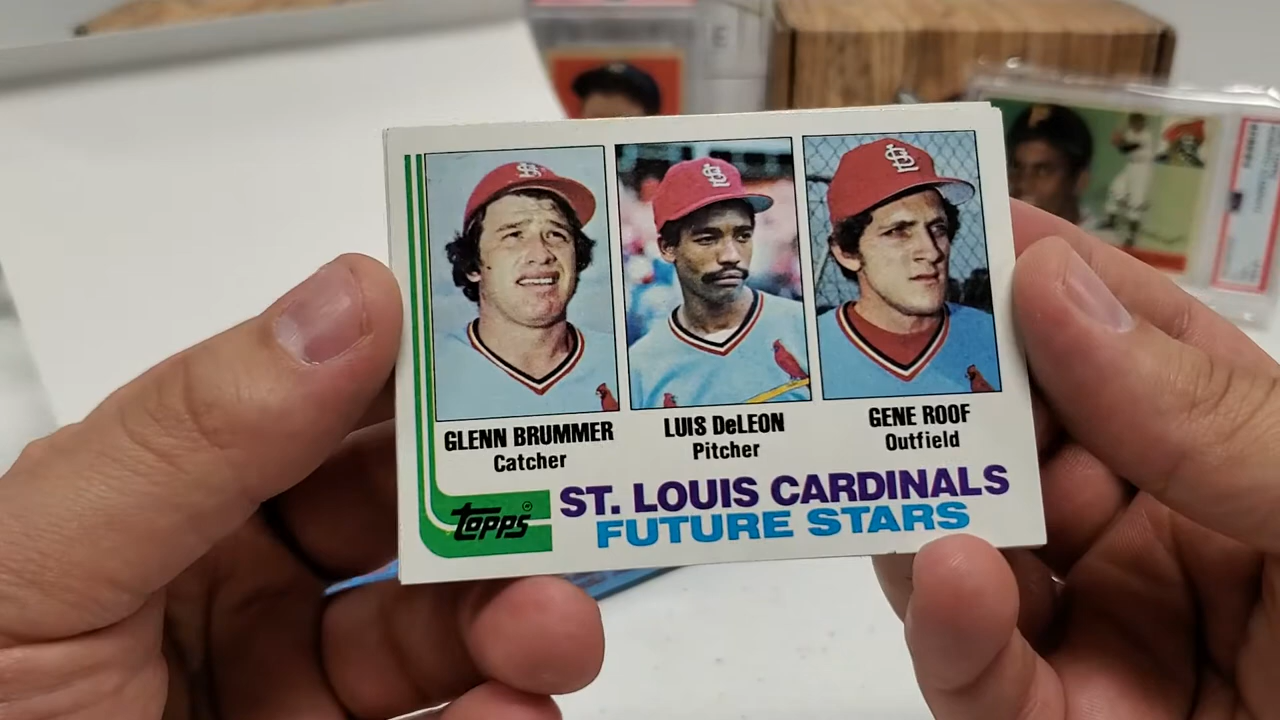 GLENN BRUMMER
Catcher
LUIS DeLEON
Pitcher
GENE ROOF
Outfield
topps®
ST. LOUIS CARDINALS
FUTURE STARS